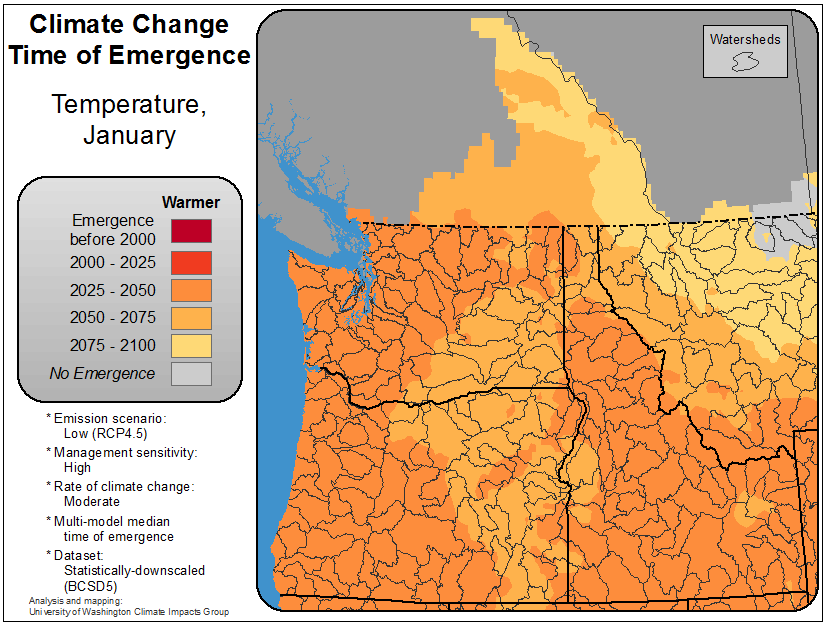 Climate Change
Time of Emergence
Temperature,
January
Warmer
Emergence
before 2000
2000 - 2025
2025 - 2050
2050 - 2075
2075 - 2100
No Emergence
* Emission scenario:
Low (RCP4.5)
* Management sensitivity:
High
* Rate of climate change:
Moderate
* Multi-model median
time of emergence
* Dataset:
Statistically-downscaled
(BCSD5)
Analysis and mapping:
University of Washington Climate Impacts Group
Watersheds